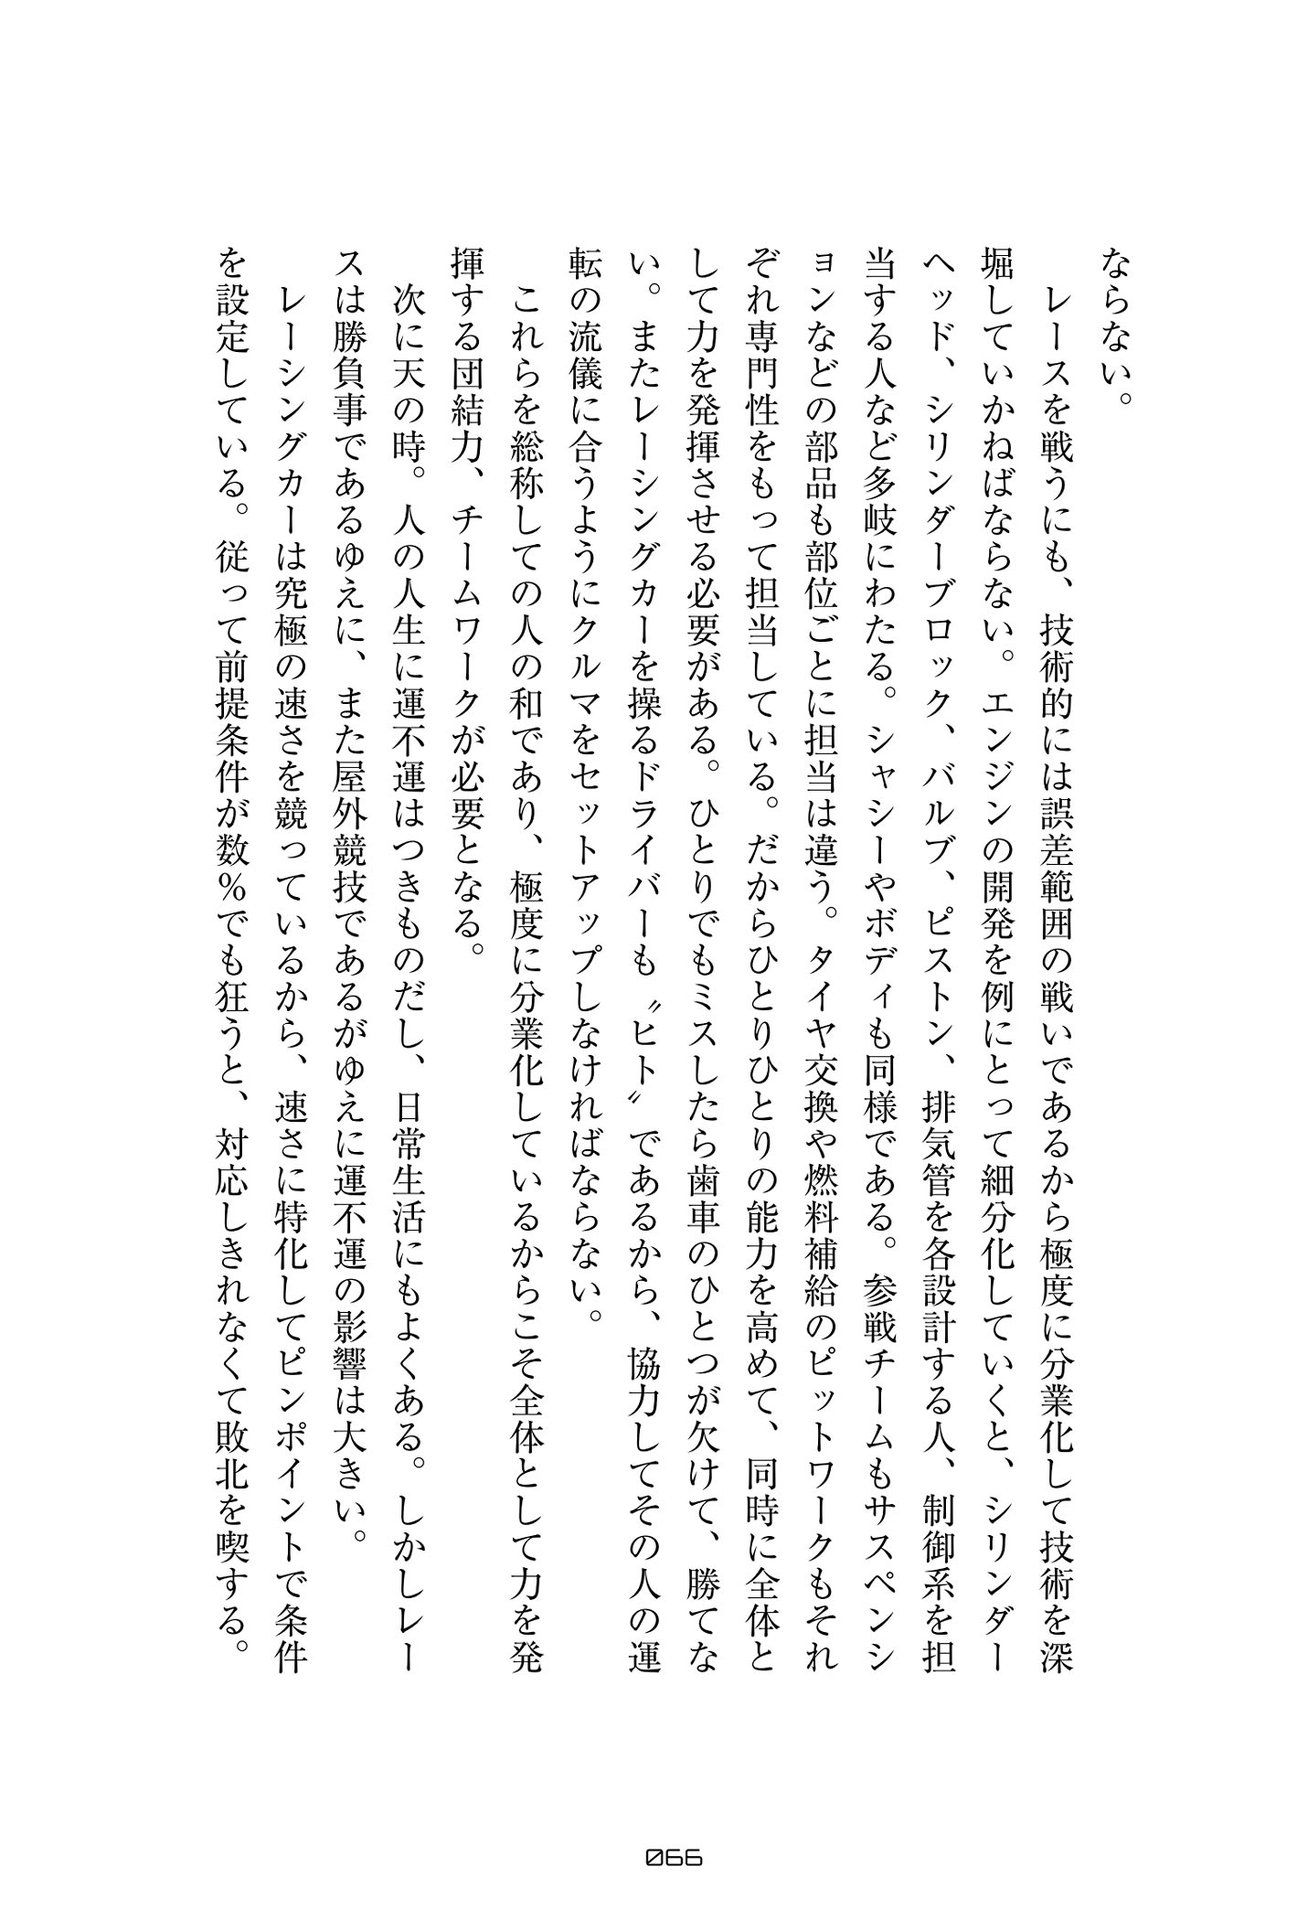 ならない。
　レースを戦うにも、技術的には誤差範囲の戦いであるから極度に分業化して技術を深
堀していかねばならない。エンジンの開発を例にとって細分化していくと、シリンダー
ヘッド、シリンダーブロック、バルブ、ピストン、排気管を各設計する人、制御系を担
当する人など多岐にわたる。シャシーやボディも同様である。参戦チームもサスペンシ
ョンなどの部品も部位ごとに担当は違う。タイヤ交換や燃料補給のピットワークもそれ
ぞれ専門性をもって担当している。だからひとりひとりの能力を高めて、同時に全体と
して力を発揮させる必要がある。ひとりでもミスしたら歯車のひとつが欠けて、勝てな
い。またレーシングカーを操るドライバーも〝ヒト〟であるから、協力してその人の運
転の流儀に合うようにクルマをセットアップしなければならない。
　これらを総称しての人の和であり、極度に分業化しているからこそ全体として力を発
揮する団結力、チームワークが必要となる。
　次に天の時。人の人生に運不運はつきものだし、日常生活にもよくある。しかしレー
スは勝負事であるゆえに、また屋外競技であるがゆえに運不運の影響は大きい。
　レーシングカーは究極の速さを競っているから、速さに特化してピンポイントで条件
を設定している。従って前提条件が数％でも狂うと、対応しきれなくて敗北を喫する。
066